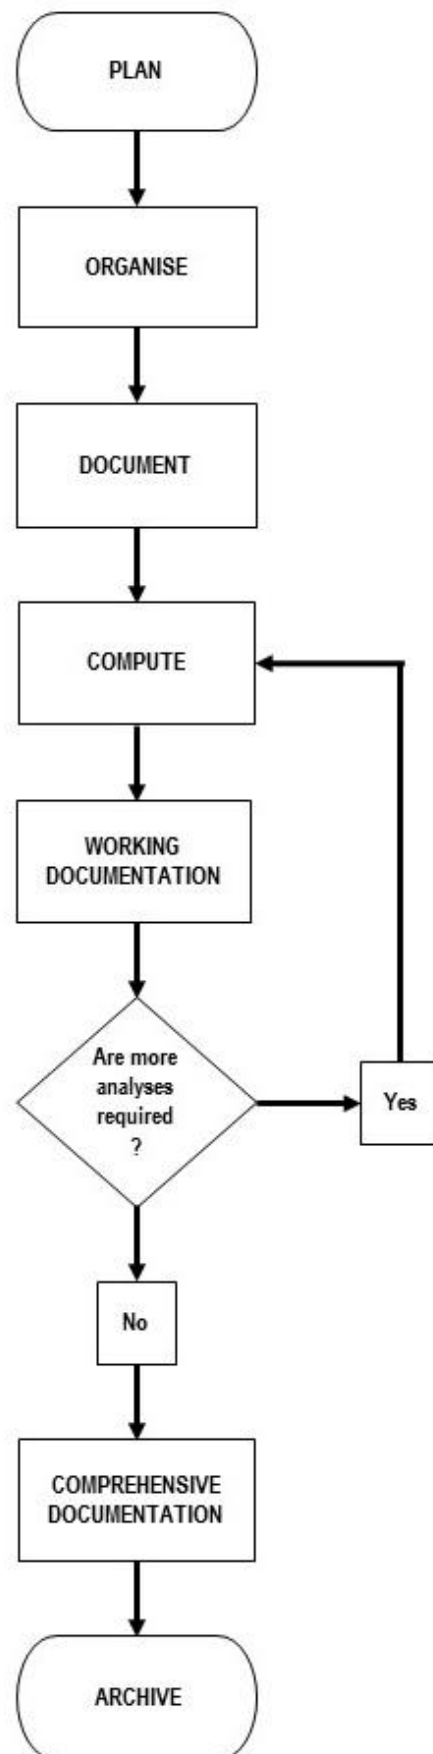 PLAN
ORGANISE
DOCUMENT
COMPUTE
WORKING
DOCUMENTATION
Are more
analyses
required
?
Yes
No
COMPREHENSIVE
DOCUMENTATION
ARCHIVE